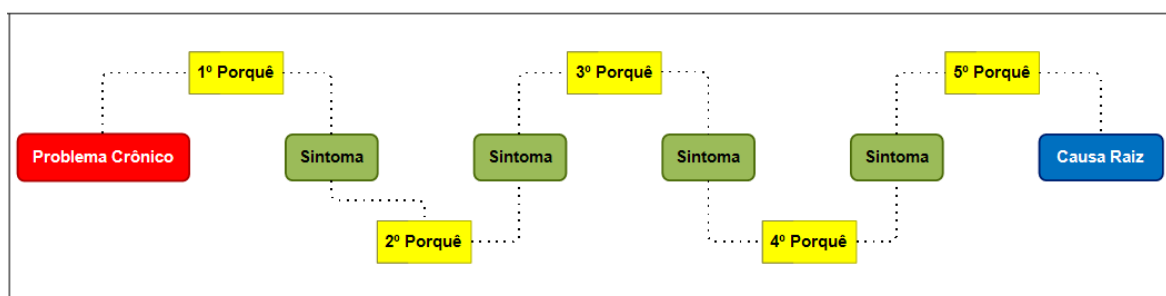 1º Porquê
3º Porquê
5º Porquê
Problema Crônico
Sintoma
Sintoma
Sintoma
Sintoma
Causa Raiz
2º Porquê
4º Porquê